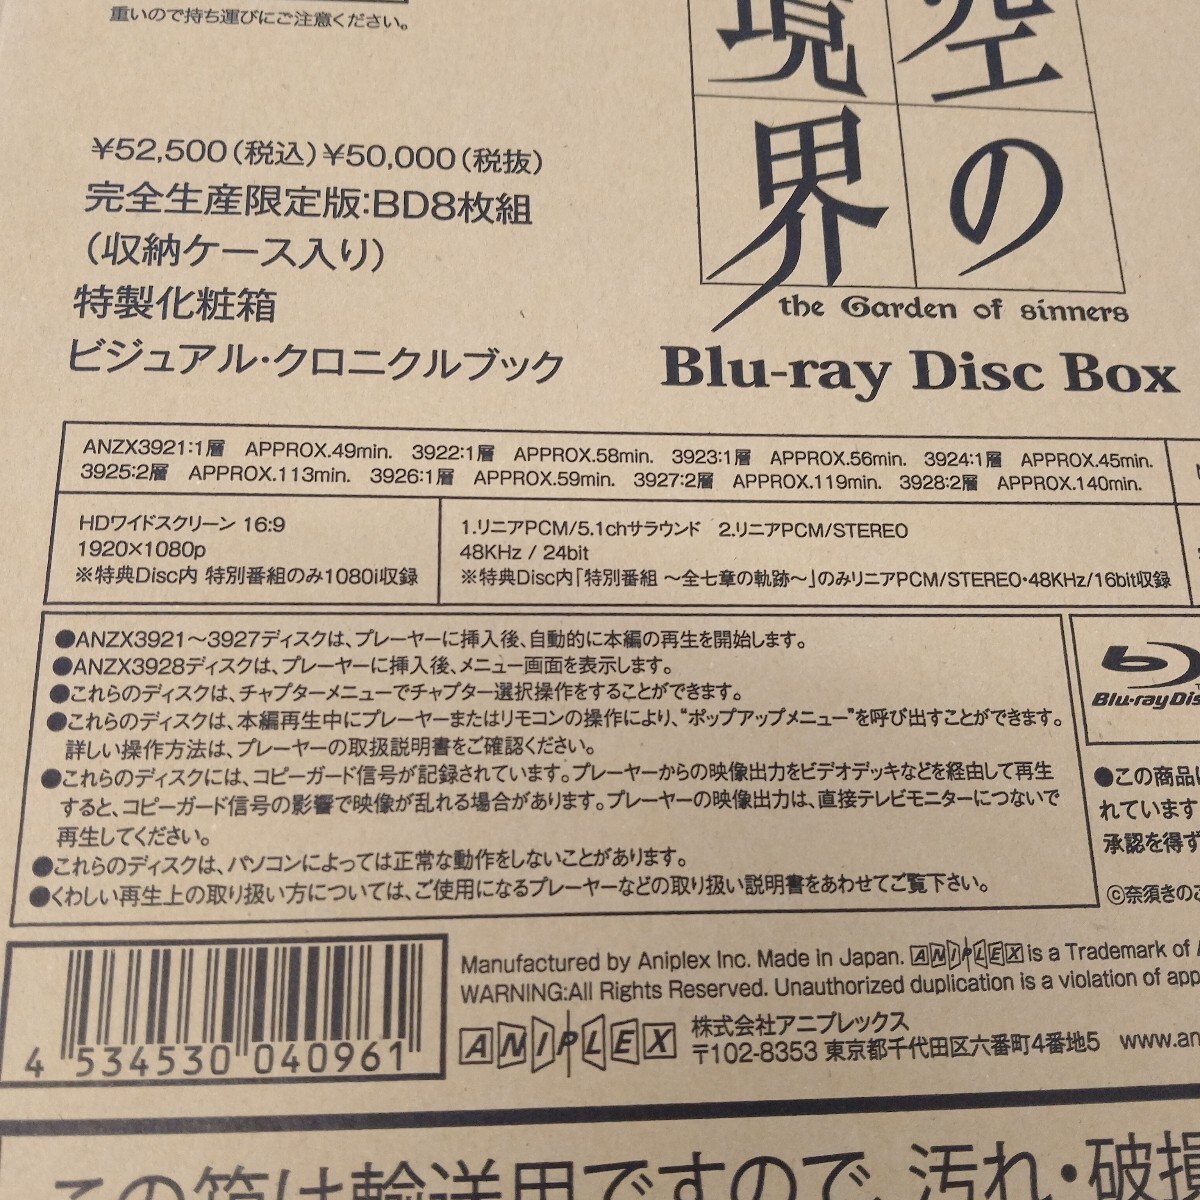 重いので持ち運びにご注意ください。
空の
境界
the Garden of sinners
Blu-ray Disc Box
¥52,500(税込)¥50,000(税抜)
完全生産限定版:BD8枚組
(収納ケース入り)
特製化粧箱
ビジュアル・クロニクルブック
ANZX3921:1層 APPROX.49min. 3922:1層 APPROX.58min. 3923:1層 APPROX.56min. 3924:1層 APPROX.45min.
3925:2層 APPROX.113min. 3926:1層 APPROX.59min. 3927:2層 APPROX.119min. 3928:2層 APPROX.140min.
HDワイドスクリーン 16:9
1920×1080p
※特典Disc内 特別番組のみ1080i収録
1.リニアPCM/5.1chサラウンド 2.リニアPCM/STEREO
48KHz / 24bit
※特典Disc内「特別番組 ～全七章の軌跡～」のみリニアPCM/STEREO・48KHz/16bit収録
●ANZX3921～3927ディスクは、プレーヤーに挿入後、自動的に本編の再生を開始します。
●ANZX3928ディスクは、プレーヤーに挿入後、メニュー画面を表示します。
●これらのディスクは、チャプターメニューでチャプター選択操作をすることができます。
●これらのディスクは、本編再生中にプレーヤーまたはリモコンの操作により、“ポップアップメニュー”を呼び出すことができます。
詳しい操作方法は、プレーヤーの取扱説明書をご確認ください。
●これらのディスクには、コピーガード信号が記録されています。プレーヤーからの映像出力をビデオデッキなどを経由して再生
すると、コピーガード信号の影響で映像が乱れる場合があります。プレーヤーの映像出力は、直接テレビモニターにつないで
再生してください。
●これらのディスクは、パソコンによっては正常な動作をしないことがあります。
●くわしい再生上の取り扱い方については、ご使用になるプレーヤーなどの取り扱い説明書をあわせてご覧下さい。
Blu-ray Disc
●この商品は
れています
承認を得ず
©奈須きのこ
4 534530 040961
Manufactured by Aniplex Inc. Made in Japan. ANIPLEX is a Trademark of
WARNING:All Rights Reserved. Unauthorized duplication is a violation of app
ANIPLEX 株式会社アニプレックス
〒102-8353 東京都千代田区六番町4番地5 www.an
この箱は輸送用ですので、汚れ・破損